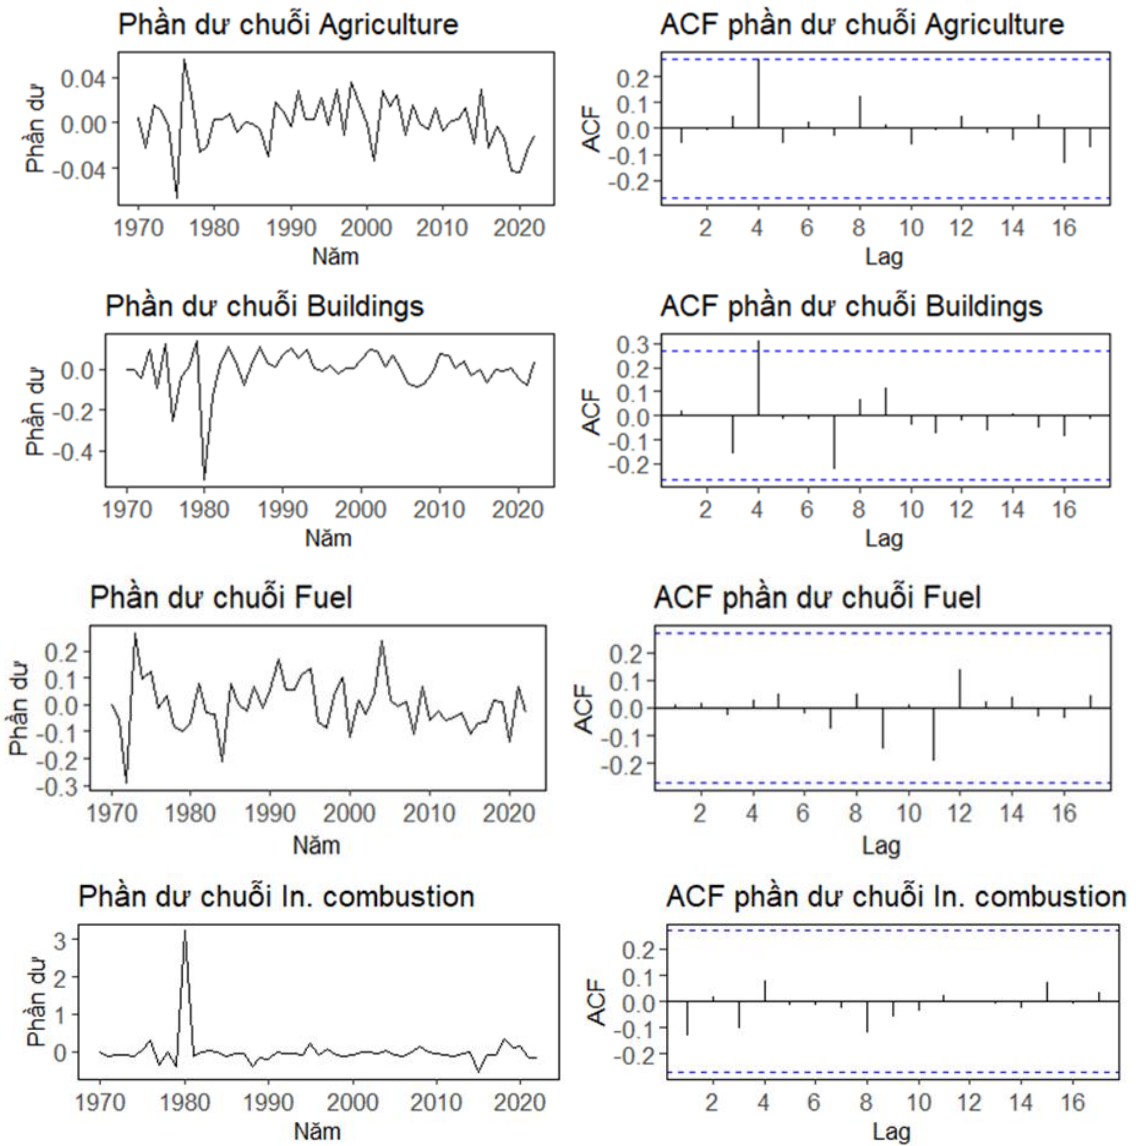 Phần dư chuỗi Agriculture
Phần dư
0.04
0.00
-0.04
1970 1980 1990 2000 2010 2020
Năm
ACF phần dư chuỗi Agriculture
ACF
0.2
0.1
0.0
-0.1
-0.2
2 4 6 8 10 12 14 16
Lag
Phần dư chuỗi Buildings
Phần dư
0.0
-0.2
-0.4
1970 1980 1990 2000 2010 2020
Năm
ACF phần dư chuỗi Buildings
ACF
0.3
0.2
0.1
0.0
-0.1
-0.2
2 4 6 8 10 12 14 16
Lag
Phần dư chuỗi Fuel
Phần dư
0.2
0.1
0.0
-0.1
-0.2
-0.3
1970 1980 1990 2000 2010 2020
Năm
ACF phần dư chuỗi Fuel
ACF
0.2
0.1
0.0
-0.1
-0.2
2 4 6 8 10 12 14 16
Lag
Phần dư chuỗi In. combustion
Phần dư
3
2
1
0
1970 1980 1990 2000 2010 2020
Năm
ACF phần dư chuỗi In. combustion
ACF
0.2
0.1
0.0
-0.1
-0.2
2 4 6 8 10 12 14 16
Lag